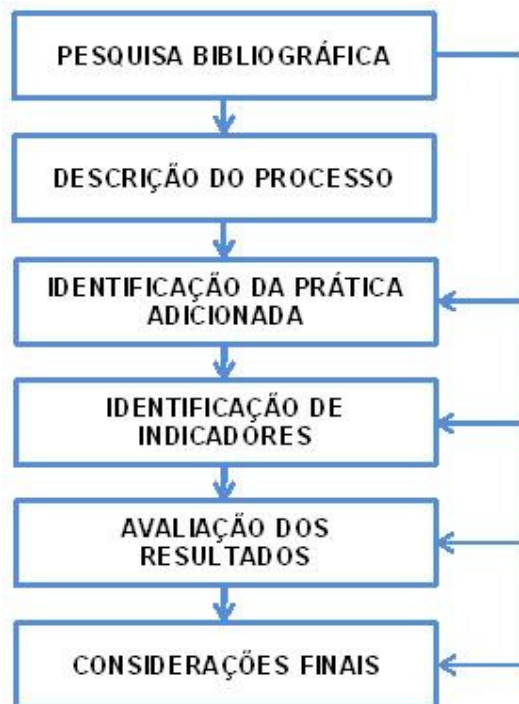 PESQUISA BIBLIOGRÁFICA
DESCRIÇÃO DO PROCESSO
IDENTIFICAÇÃO DA PRÁTICA
ADICIONADA
IDENTIFICAÇÃO DE
INDICADORES
AVALIAÇÃO DOS
RESULTADOS
CONSIDERAÇÕES FINAIS